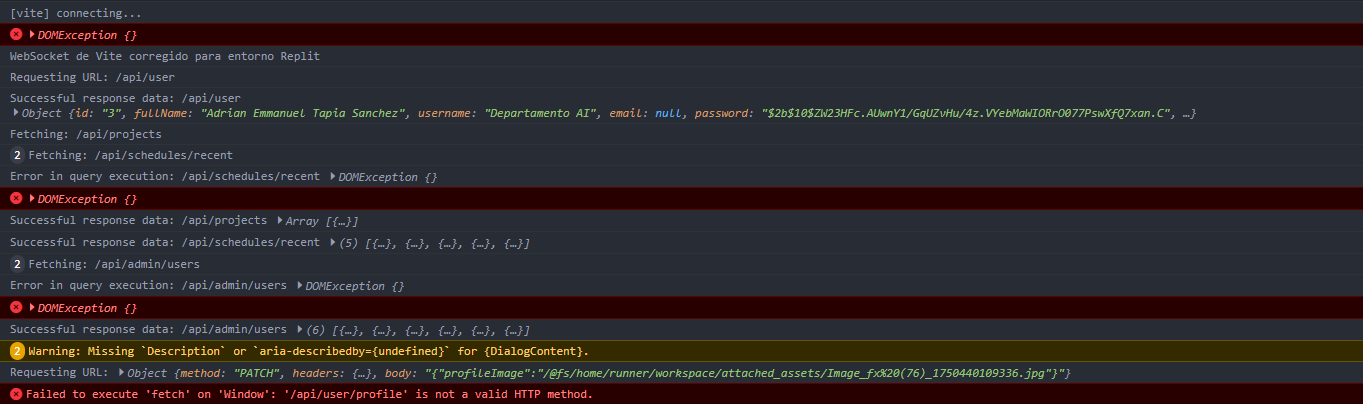 [vite] connecting...
DOMException {}
WebSocket de Vite corregido para entorno Replit
Requesting URL: /api/user
Successful response data: /api/user
Object {id: "3", fullName: "Adrian Emmanuel Tapia Sanchez", username: "Departamento AI", email: null, password: "$2b$10$ZW23HFc.AUwnY1/GqUZvHu/4z.VYebMaWIORrO077PswXfQ7xan.C", …}
Fetching: /api/projects
2 Fetching: /api/schedules/recent
Error in query execution: /api/schedules/recent DOMException {}
DOMException {}
Successful response data: /api/projects Array [{…}]
Successful response data: /api/schedules/recent (5) [{…}, {…}, {…}, {…}, {…}]
2 Fetching: /api/admin/users
Error in query execution: /api/admin/users DOMException {}
DOMException {}
Successful response data: /api/admin/users (6) [{…}, {…}, {…}, {…}, {…}, {…}]
2 Warning: Missing `Description` or `aria-describedby={undefined}` for {DialogContent}.
Requesting URL: Object {method: "PATCH", headers: {…}, body: "{"profileImage":"/@fs/home/runner/workspace/attached_assets/Image_fx%20(76)_1750440109336.jpg"}"}
Failed to execute 'fetch' on 'Window': '/api/user/profile' is not a valid HTTP method.